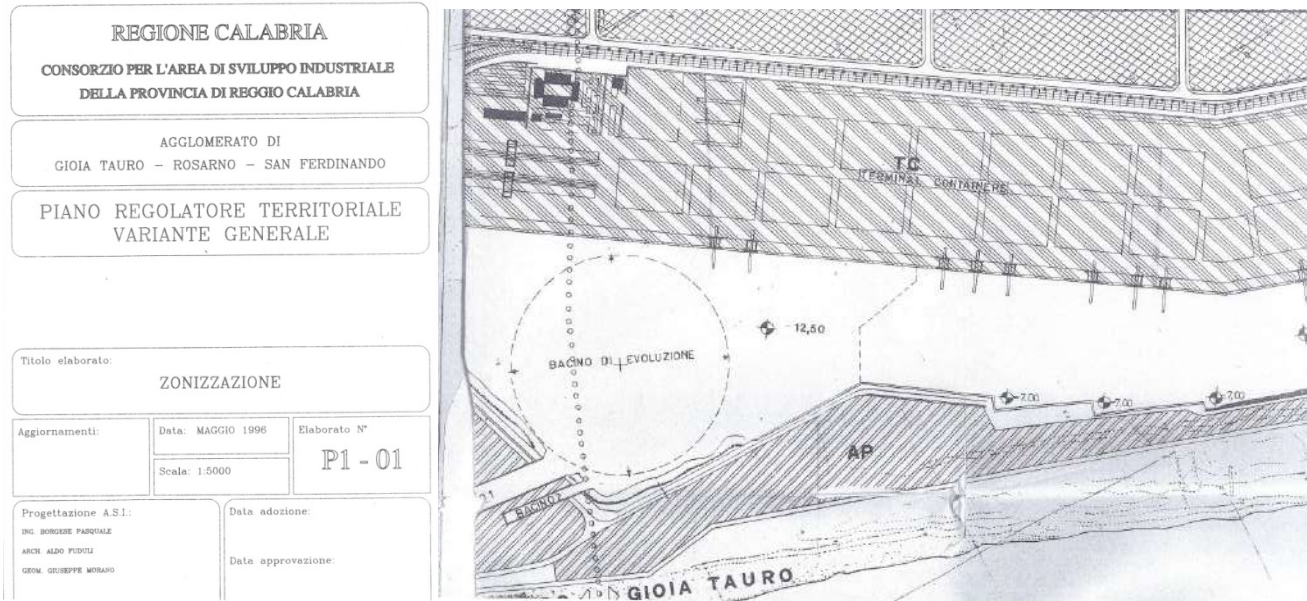 REGIONE CALABRIA
CONSORZIO PER L'AREA DI SVILUPPO INDUSTRIALE
DELLA PROVINCIA DI REGGIO CALABRIA
AGGLOMERATO DI
GIOIA TAURO – ROSARNO – SAN FERDINANDO
PIANO REGOLATORE TERRITORIALE
VARIANTE GENERALE
Titolo elaborato:
ZONIZZAZIONE
Aggiornamenti:
Data: MAGGIO 1996
Scala: 1:5000
Elaborato N°
P1 - 01
Progettazione A.S.I.:
ING. BORGESE PASQUALE
ARCH. ALDO FUDULI
GEOM. GIUSEPPE MORANO
Data adozione:
Data approvazione:
TC
TERMINAL CONTAINERS
- 12,50
BACINO DI EVOLUZIONE
-7,00
-7,00
-7,00
AP
BACINO
GIOIA TAURO